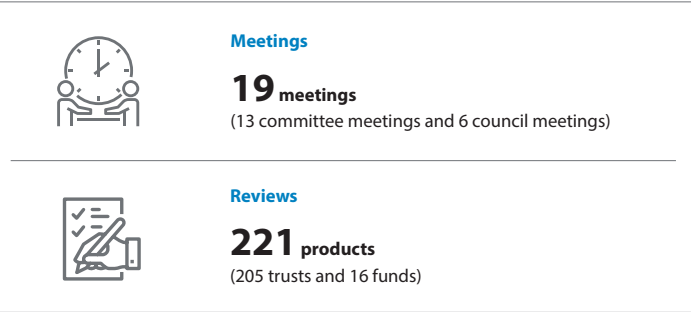 Meetings
19 meetings
(13 committee meetings and 6 council meetings)
Reviews
221 products
(205 trusts and 16 funds)